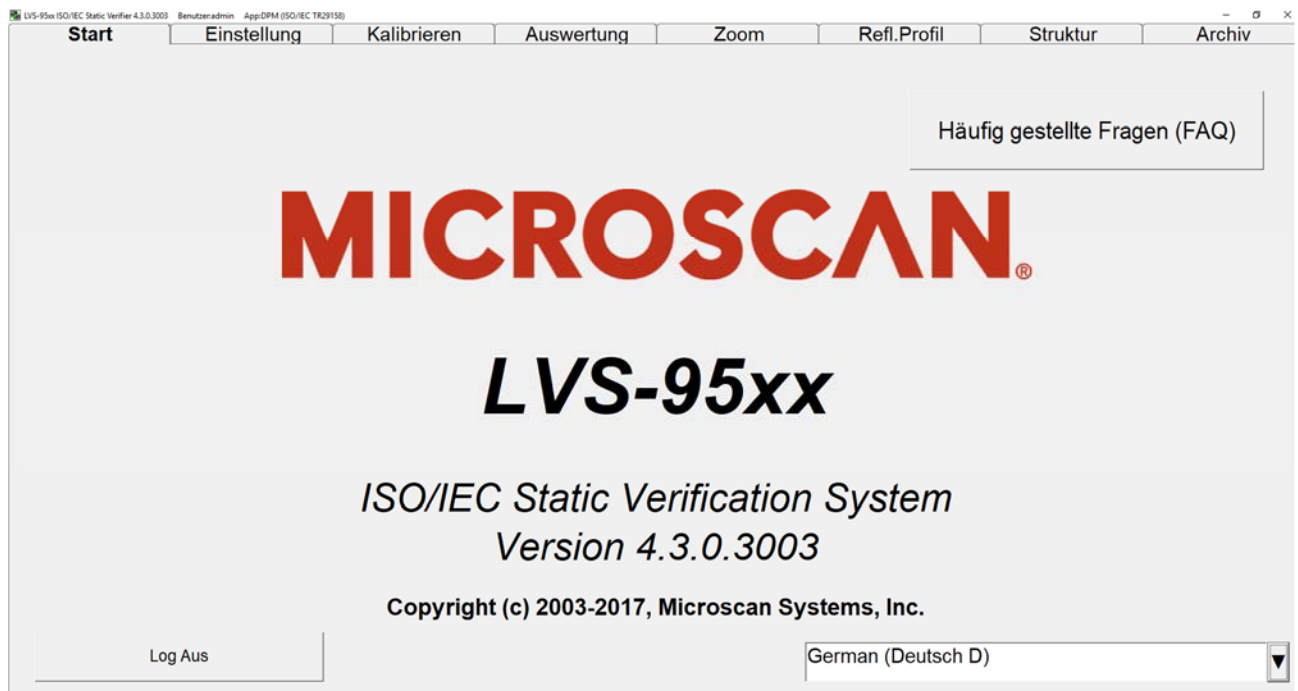 LVS-95xx ISO/IEC Static Verifier 4.3.0.3003 Benutzer:admin App:DPM (ISO/IEC TR29158)
Start Einstellung Kalibrieren Auswertung Zoom Refl.Profil Struktur Archiv
Häufig gestellte Fragen (FAQ)
MICROSCAN®
LVS-95xx
ISO/IEC Static Verification System
Version 4.3.0.3003
Copyright (c) 2003-2017, Microscan Systems, Inc.
Log Aus German (Deutsch D)